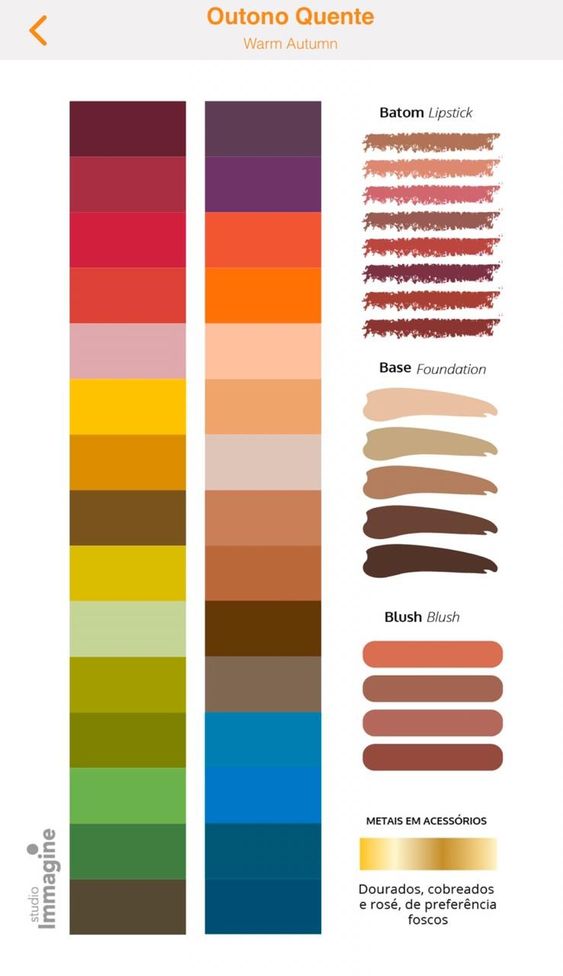 Outono Quente
Warm Autumn
Batom Lipstick
Base Foundation
Blush Blush
METAIS EM ACESSÓRIOS
Dourados, cobreados
e rosé, de preferência
foscos
studio
Immagine